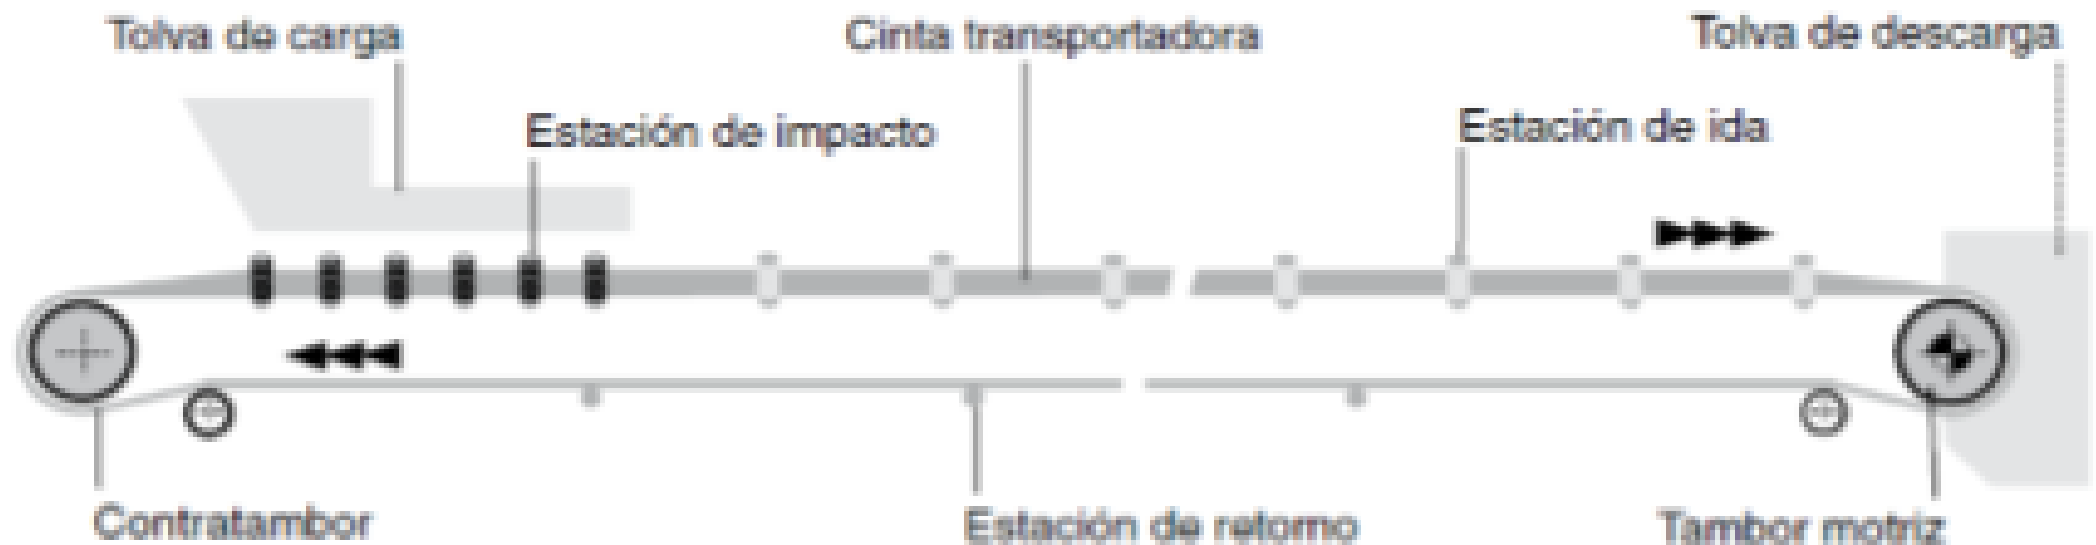 Tolva de carga
Cinta transportadora
Tolva de descarga
Estación de impacto
Estación de ida
Contratambor
Estación de retorno
Tambor motriz